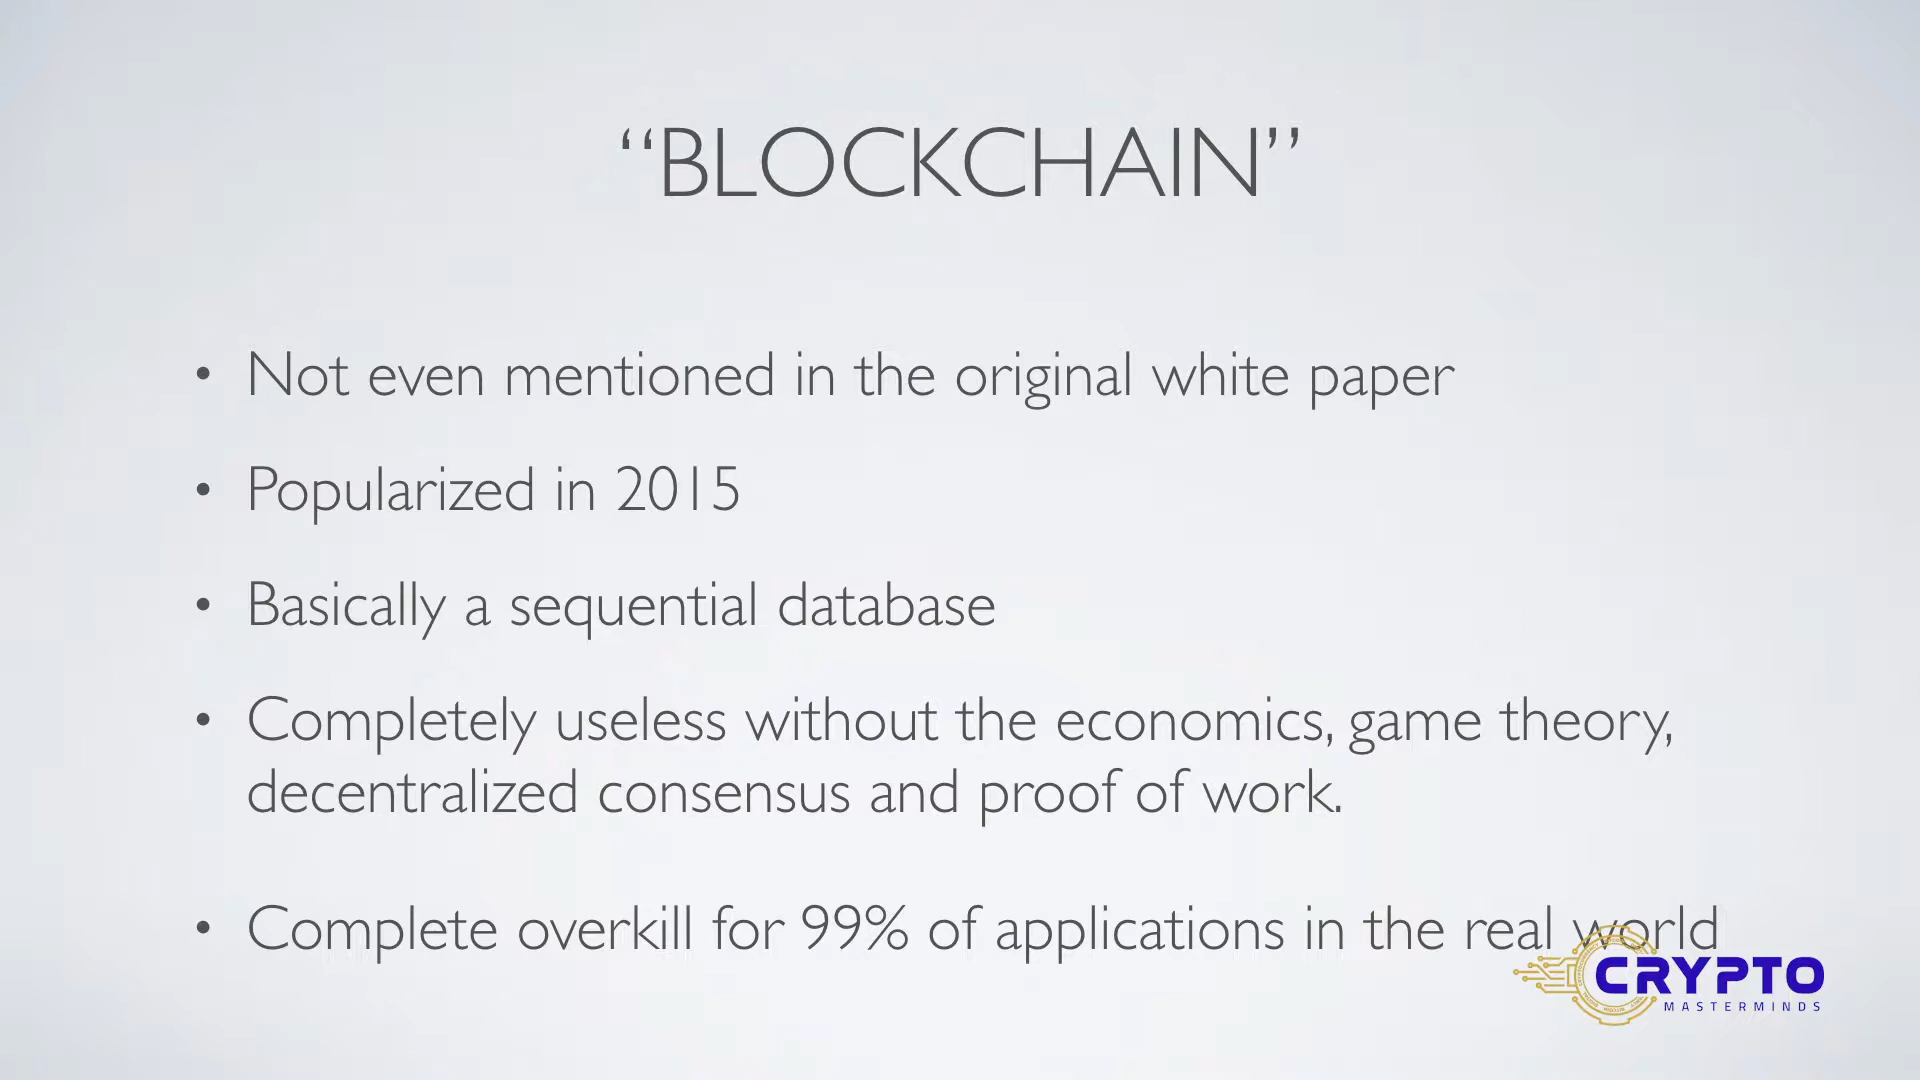 “BLOCKCHAIN”
• Not even mentioned in the original white paper
• Popularized in 2015
• Basically a sequential database
• Completely useless without the economics, game theory,
decentralized consensus and proof of work.
• Complete overkill for 99% of applications in the real world
CRYPTO
MASTERMINDS